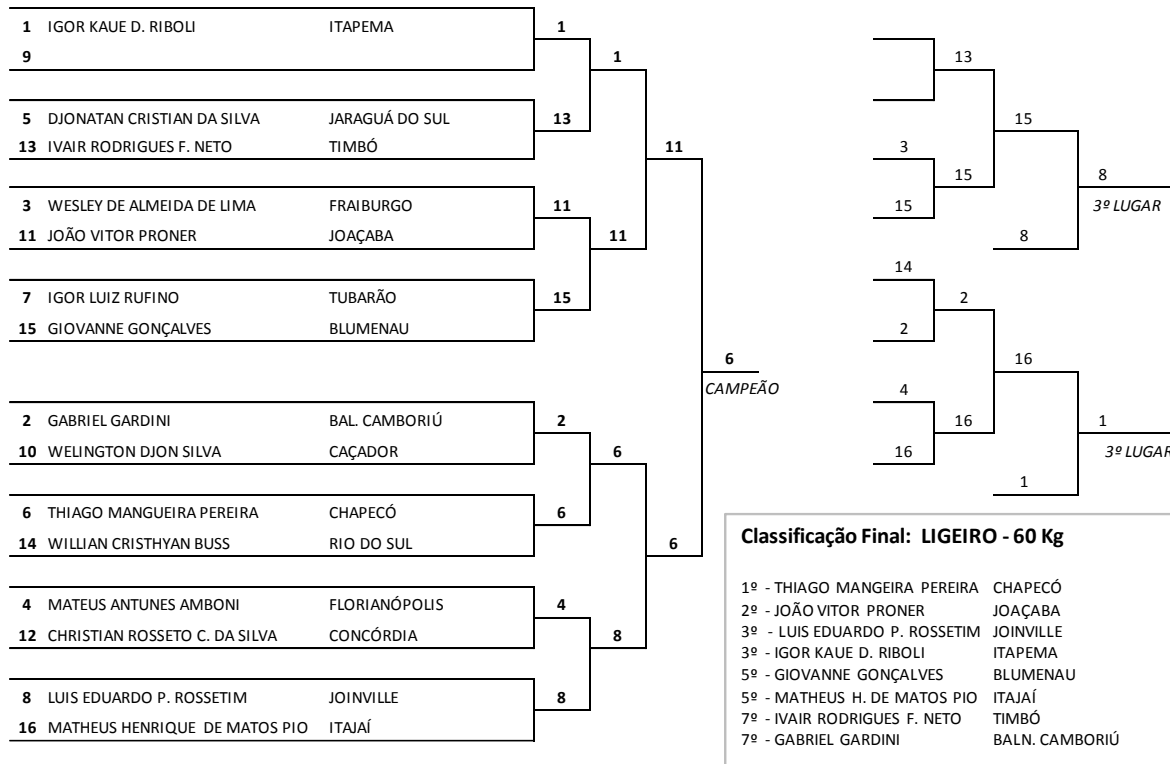 1 IGOR KAUE D. RIBOLI ITAPEMA
9
5 DJONATAN CRISTIAN DA SILVA JARAGUÁ DO SUL
13 IVAIR RODRIGUES F. NETO TIMBÓ
3 WESLEY DE ALMEIDA DE LIMA FRAIBURGO
11 JOÃO VITOR PRONER JOAÇABA
7 IGOR LUIZ RUFINO TUBARÃO
15 GIOVANNE GONÇALVES BLUMENAU
2 GABRIEL GARDINI BAL. CAMBORIÚ
10 WELINGTON DJON SILVA CAÇADOR
6 THIAGO MANGUEIRA PEREIRA CHAPECÓ
14 WILLIAN CRISTHYAN BUSS RIO DO SUL
4 MATEUS ANTUNES AMBONI FLORIANÓPOLIS
12 CHRISTIAN ROSSETO C. DA SILVA CONCÓRDIA
8 LUIS EDUARDO P. ROSSETIM JOINVILLE
16 MATHEUS HENRIQUE DE MATOS PIO ITAJAÍ
1
13
11
15
2
6
4
8
1
11
6
8
11
6
6
CAMPEÃO
13
3
15
15
15
8
8
3º LUGAR
14
2
2
4
16
16
16
1
1
3º LUGAR
Classificação Final: LIGEIRO - 60 Kg
1º - THIAGO MANGEIRA PEREIRA CHAPECÓ
2º - JOÃO VITOR PRONER JOAÇABA
3º - LUIS EDUARDO P. ROSSETIM JOINVILLE
3º - IGOR KAUE D. RIBOLI ITAPEMA
5º - GIOVANNE GONÇALVES BLUMENAU
5º - MATHEUS H. DE MATOS PIO ITAJAÍ
7º - IVAIR RODRIGUES F. NETO TIMBÓ
7º - GABRIEL GARDINI BALN. CAMBORIÚ